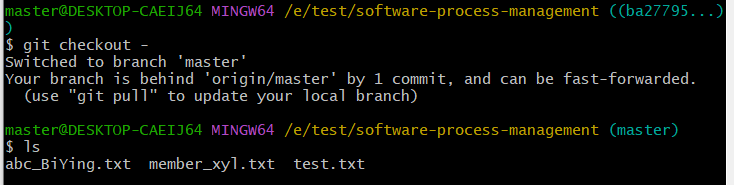 master@DESKTOP-CAEIJ64 MINGW64 /e/test/software-process-management ((ba27795...)
)
$ git checkout -
Switched to branch 'master'
Your branch is behind 'origin/master' by 1 commit, and can be fast-forwarded.
  (use "git pull" to update your local branch)
master@DESKTOP-CAEIJ64 MINGW64 /e/test/software-process-management (master)
$ ls
abc_BiYing.txt  member_xyl.txt  test.txt